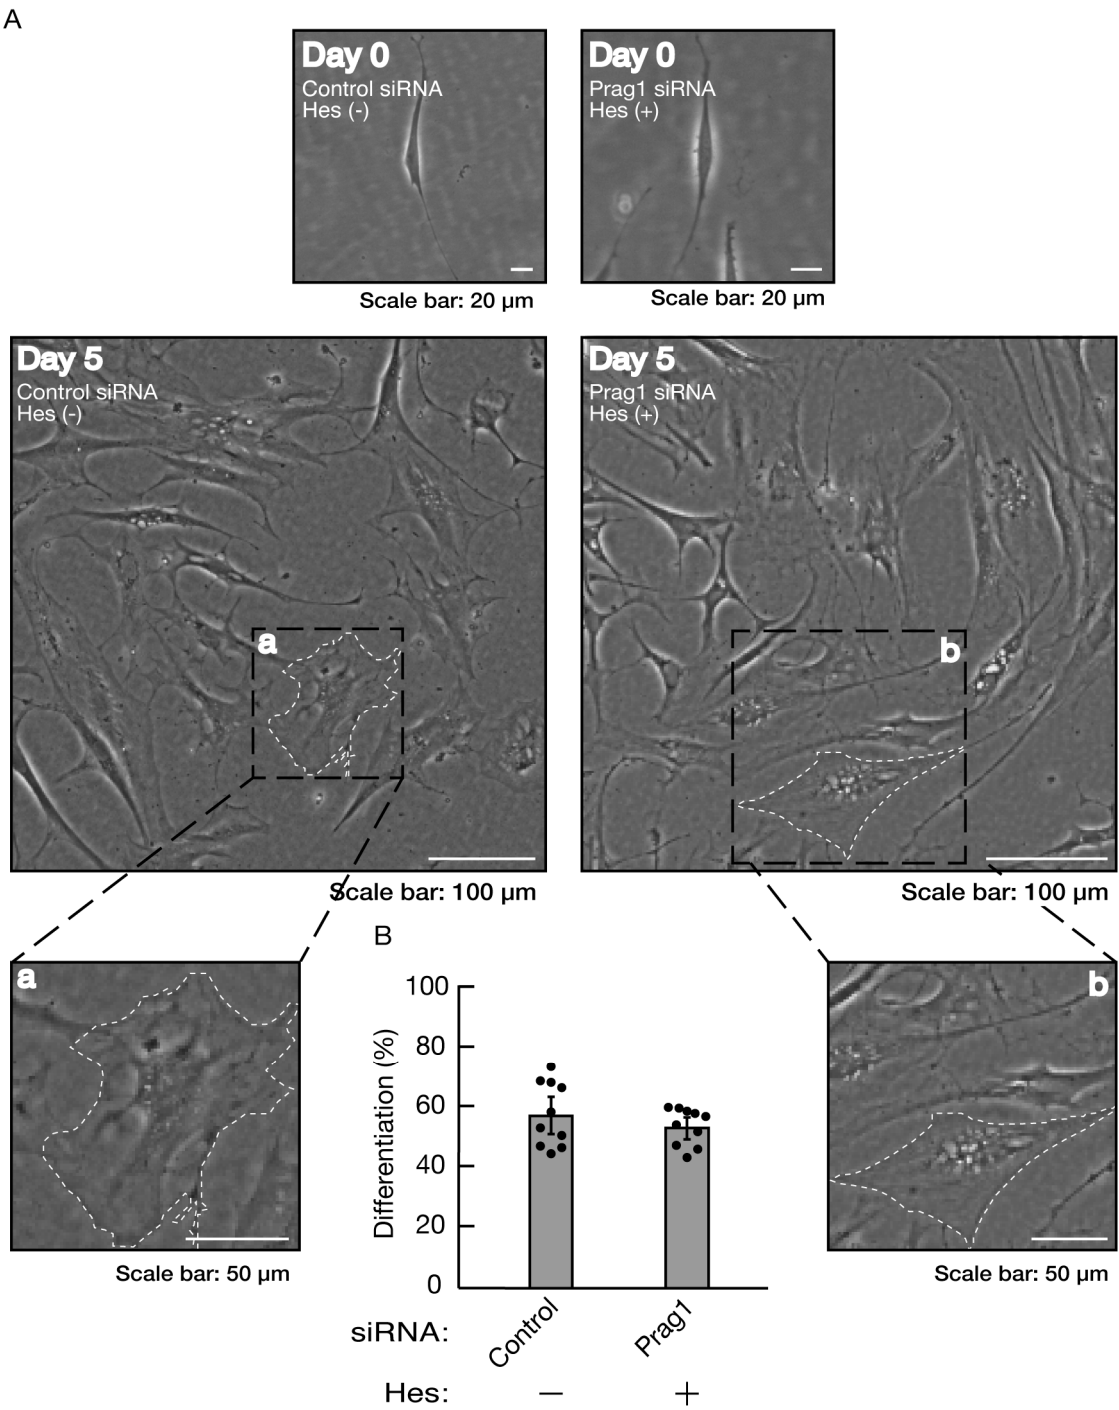 A
Day 0
Control siRNA
Hes (-)
Day 0
Prag1 siRNA
Hes (+)
Scale bar: 20 µm
Scale bar: 20 µm
Day 5
Control siRNA
Hes (-)
a
Day 5
Prag1 siRNA
Hes (+)
b
Scale bar: 100 µm
Scale bar: 100 µm
a
Scale bar: 50 µm
B
Differentiation (%)
100
80
60
40
20
0
siRNA: Control Prag1
Hes: − +
b
Scale bar: 50 µm